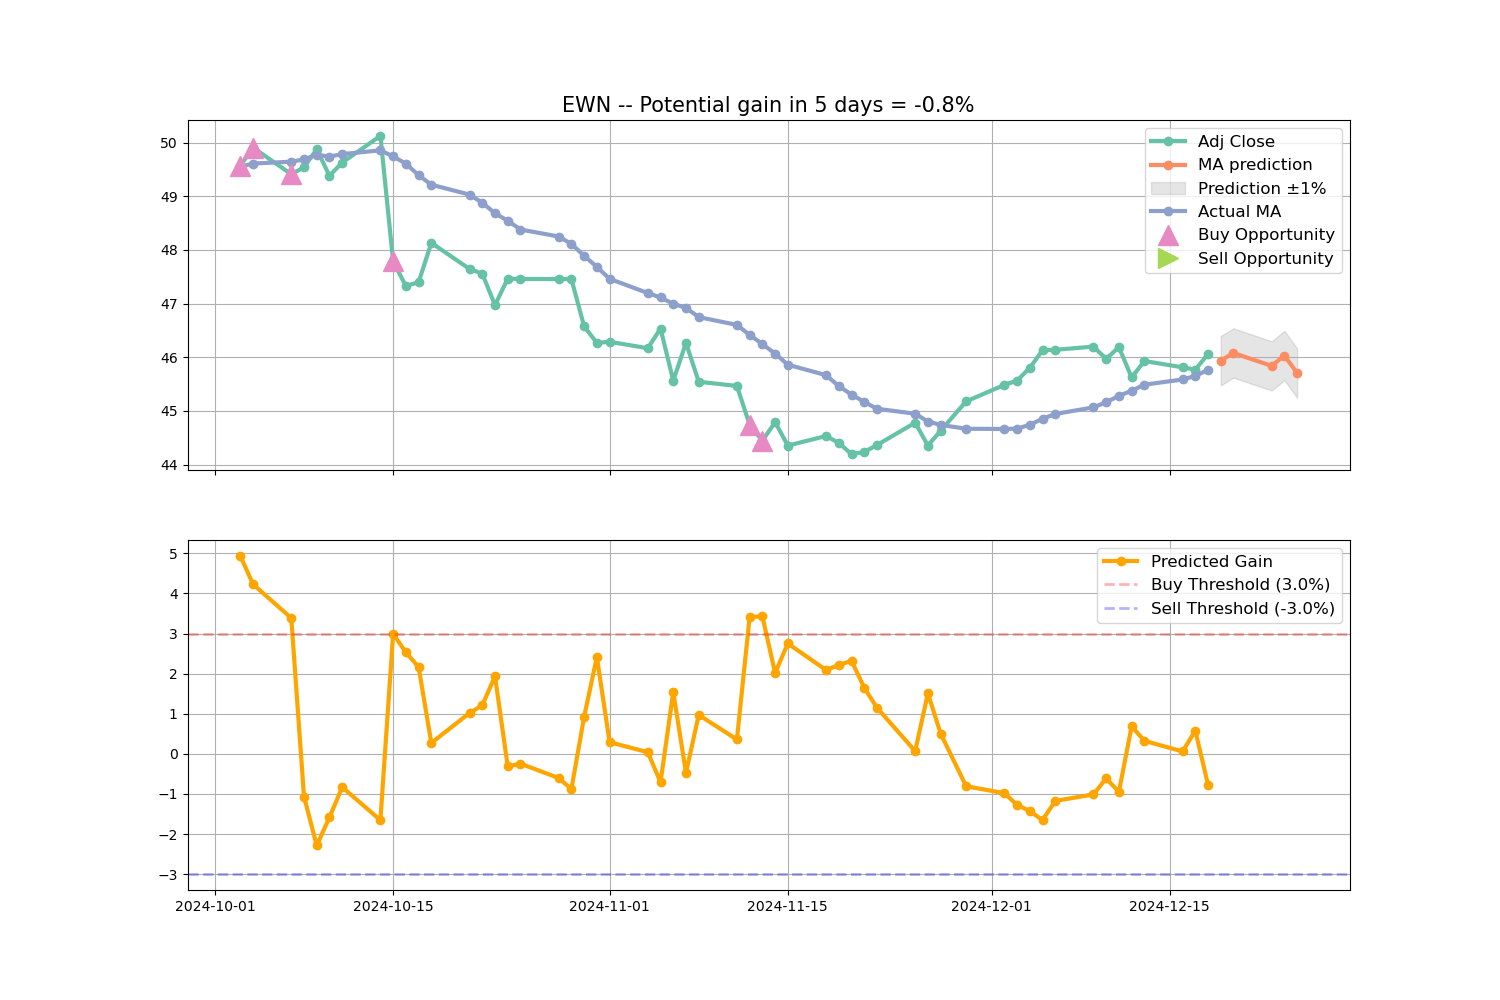 EWN -- Potential gain in 5 days = -0.8%
50
49
48
47
46
45
44
Adj Close
MA prediction
Prediction ±1%
Actual MA
Buy Opportunity
Sell Opportunity
5
4
3
2
1
0
−1
−2
−3
Predicted Gain
Buy Threshold (3.0%)
Sell Threshold (-3.0%)
2024-10-01 2024-10-15 2024-11-01 2024-11-15 2024-12-01 2024-12-15